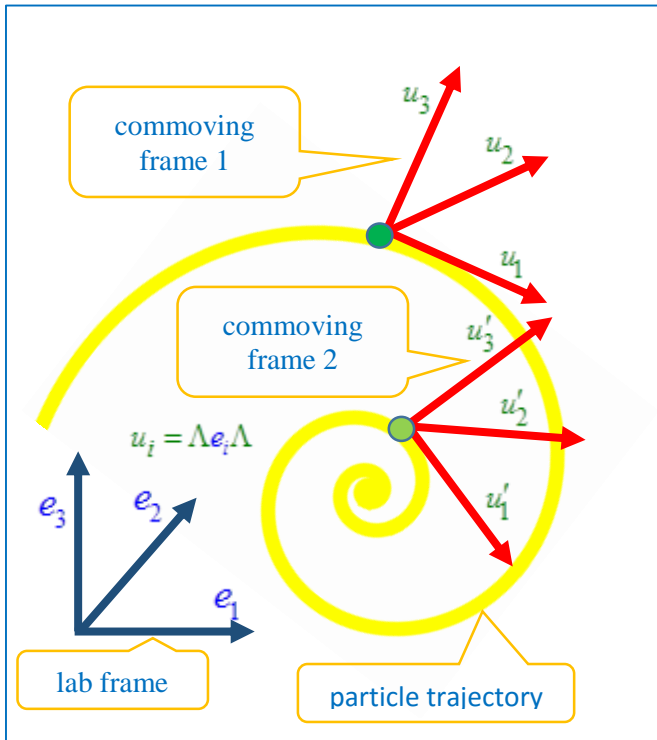 commoving
frame 1
u₃
u₂
u₁
commoving
frame 2
u′₃
u′₂
u′₁
uᵢ = ΛeᵢΛ
e₃
e₂
e₁
lab frame
particle trajectory